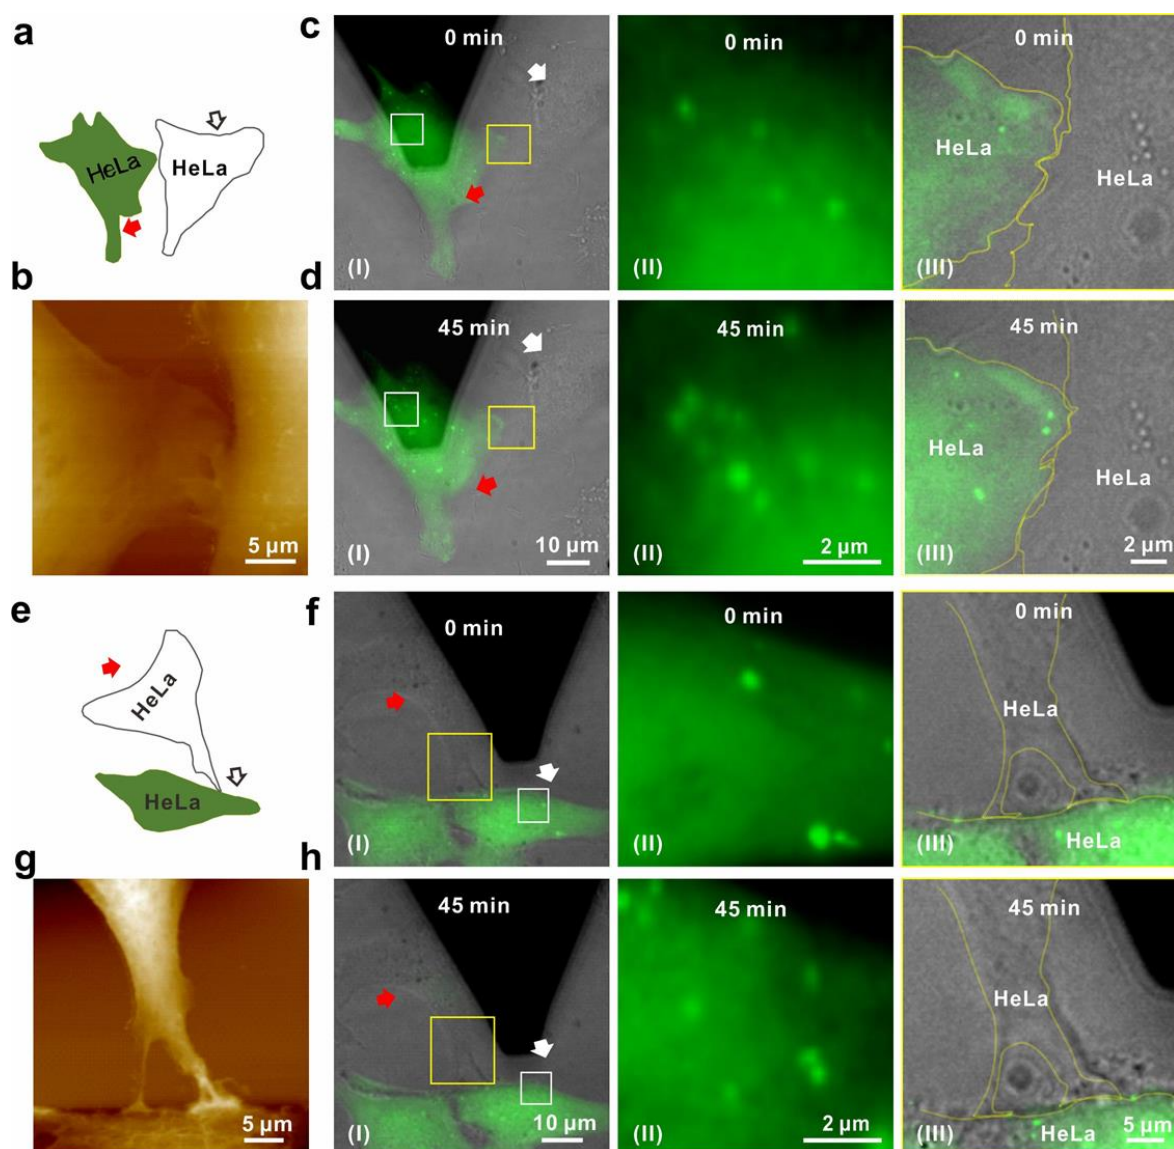 a
HeLa
HeLa
b
5 µm
c
0 min
(I)
0 min
(II)
0 min
HeLa
HeLa
(III)
d
45 min
(I)
10 µm
45 min
(II)
2 µm
45 min
HeLa
HeLa
(III)
2 µm
e
HeLa
HeLa
f
0 min
(I)
0 min
(II)
0 min
HeLa
(III)
HeLa
g
5 µm
h
45 min
(I)
10 µm
45 min
(II)
2 µm
45 min
HeLa
(III)
HeLa
5 µm